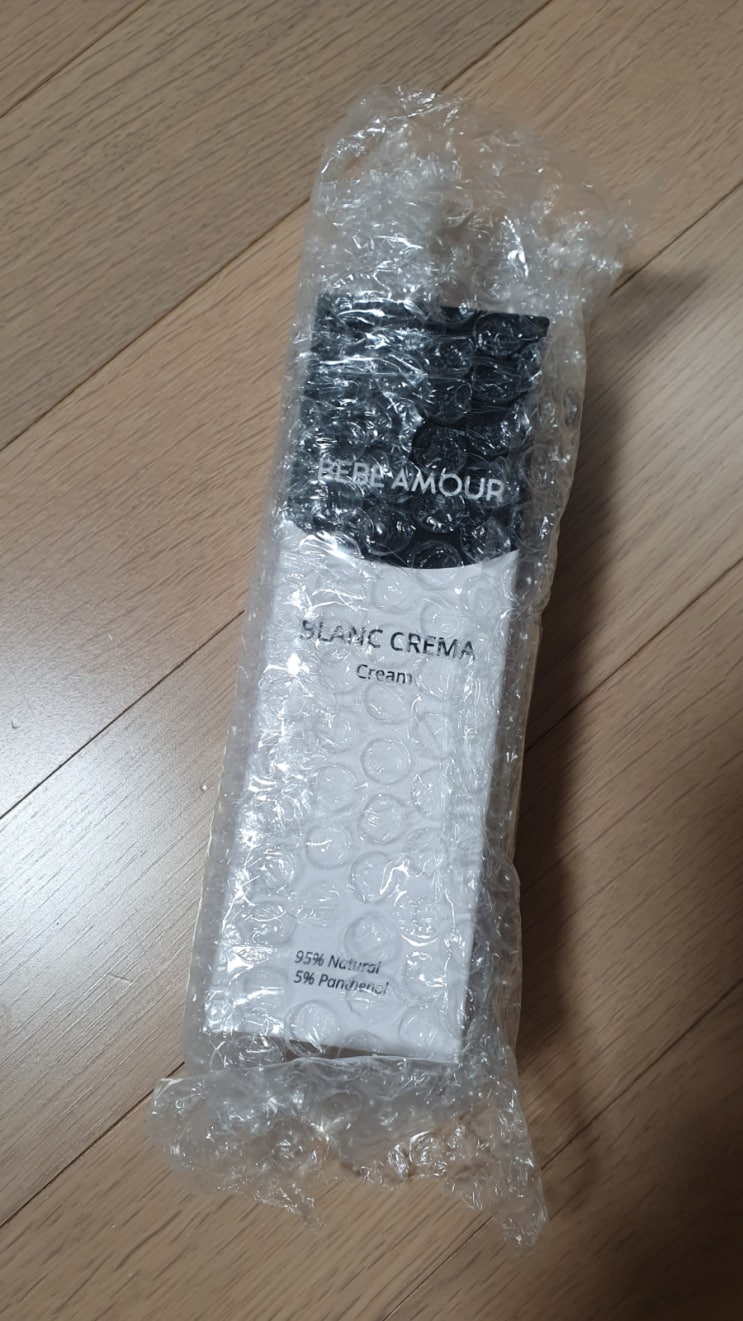 BEBE AMOUR
BLANC CREMA
Cream
95% Natural
5% Panthenol